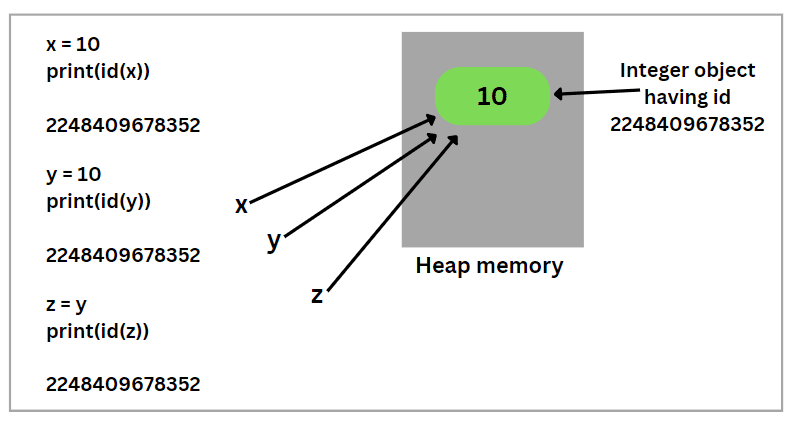 x = 10
print(id(x))
2248409678352
y = 10
print(id(y))
2248409678352
z = y
print(id(z))
2248409678352
x
y
z
10
Heap memory
Integer object
having id
2248409678352